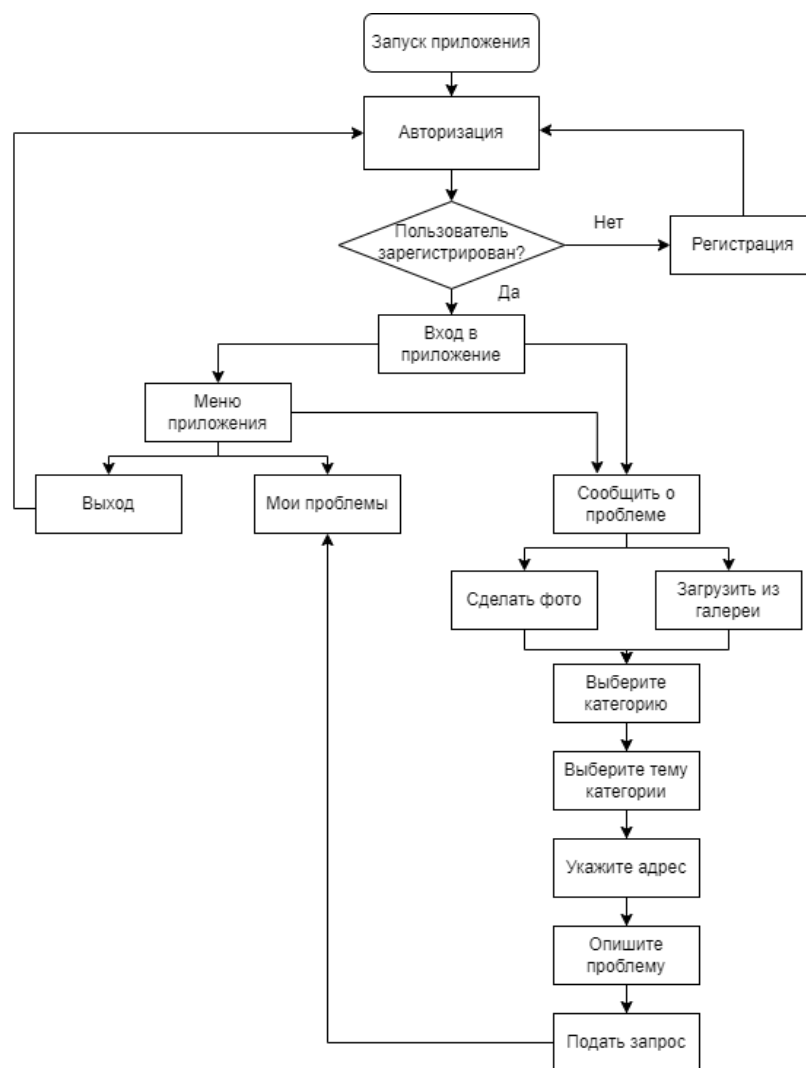 Запуск приложения
Авторизация
Пользователь
зарегистрирован?
Нет
Регистрация
Да
Вход в
приложение
Меню
приложения
Выход
Мои проблемы
Сообщить о
проблеме
Сделать фото
Загрузить из
галереи
Выберите
категорию
Выберите тему
категории
Укажите адрес
Опишите
проблему
Подать запрос